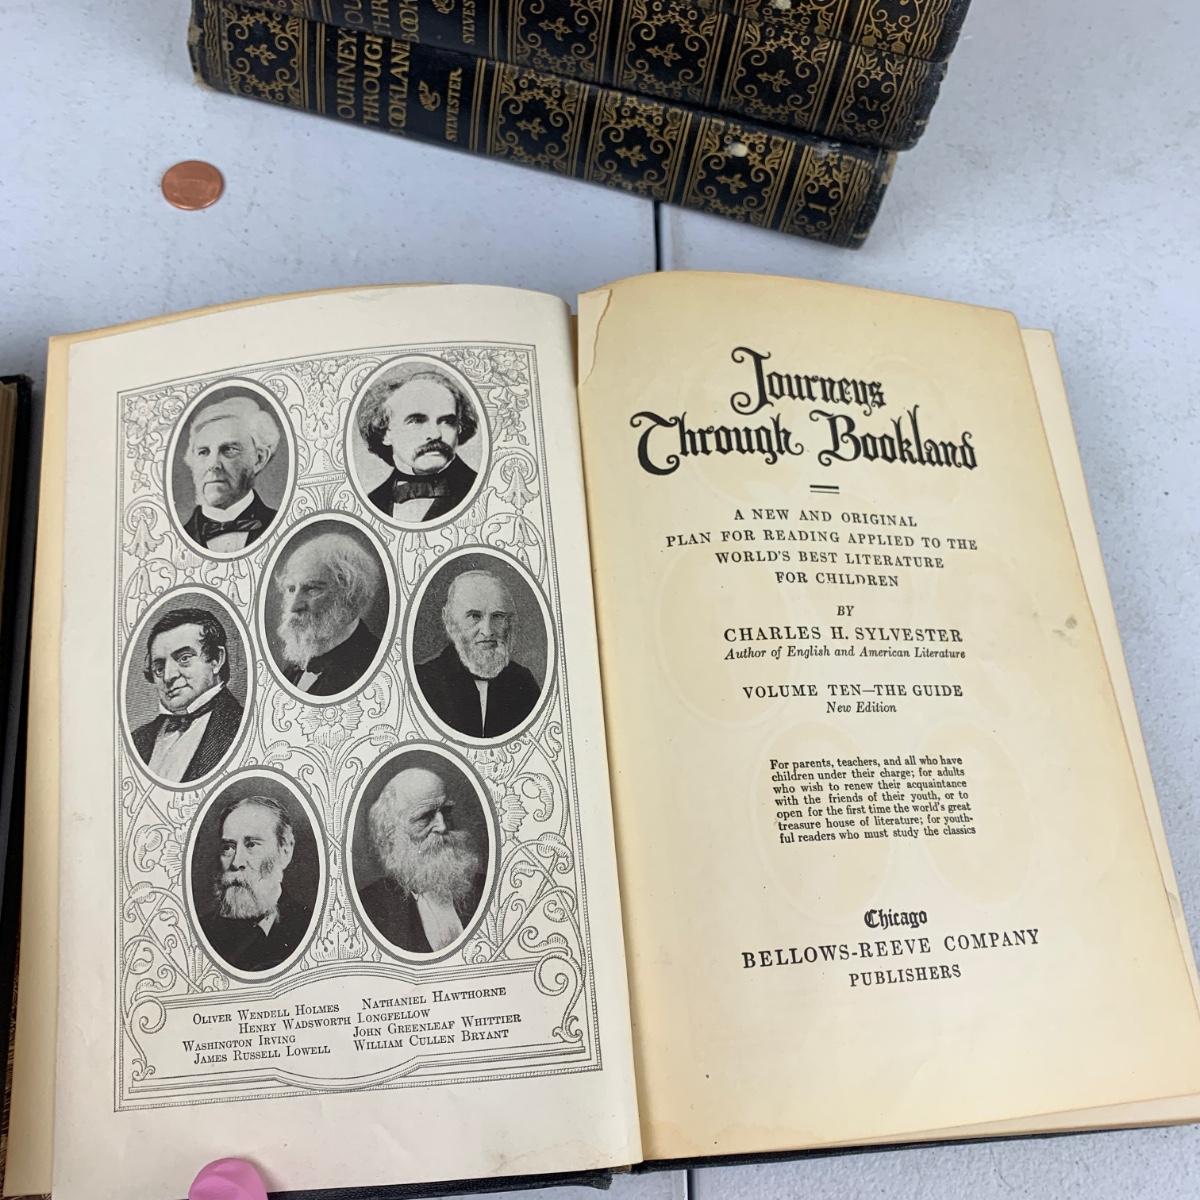 JOURNEYS
THROUGH
BOOKLAND
SYLVESTER
1
SYLVESTER
2
OLIVER WENDELL HOLMES NATHANIEL HAWTHORNE
HENRY WADSWORTH LONGFELLOW
WASHINGTON IRVING JOHN GREENLEAF WHITTIER
JAMES RUSSELL LOWELL WILLIAM CULLEN BRYANT
Journeys
Through Bookland
A NEW AND ORIGINAL
PLAN FOR READING APPLIED TO THE
WORLD'S BEST LITERATURE
FOR CHILDREN
BY
CHARLES H. SYLVESTER
Author of English and American Literature
VOLUME TEN—THE GUIDE
New Edition
For parents, teachers, and all who have
children under their charge; for adults
who wish to renew their acquaintance
with the friends of their youth, or to
open for the first time the world's great
treasure house of literature; for youth-
ful readers who must study the classics
Chicago
BELLOWS-REEVE COMPANY
PUBLISHERS